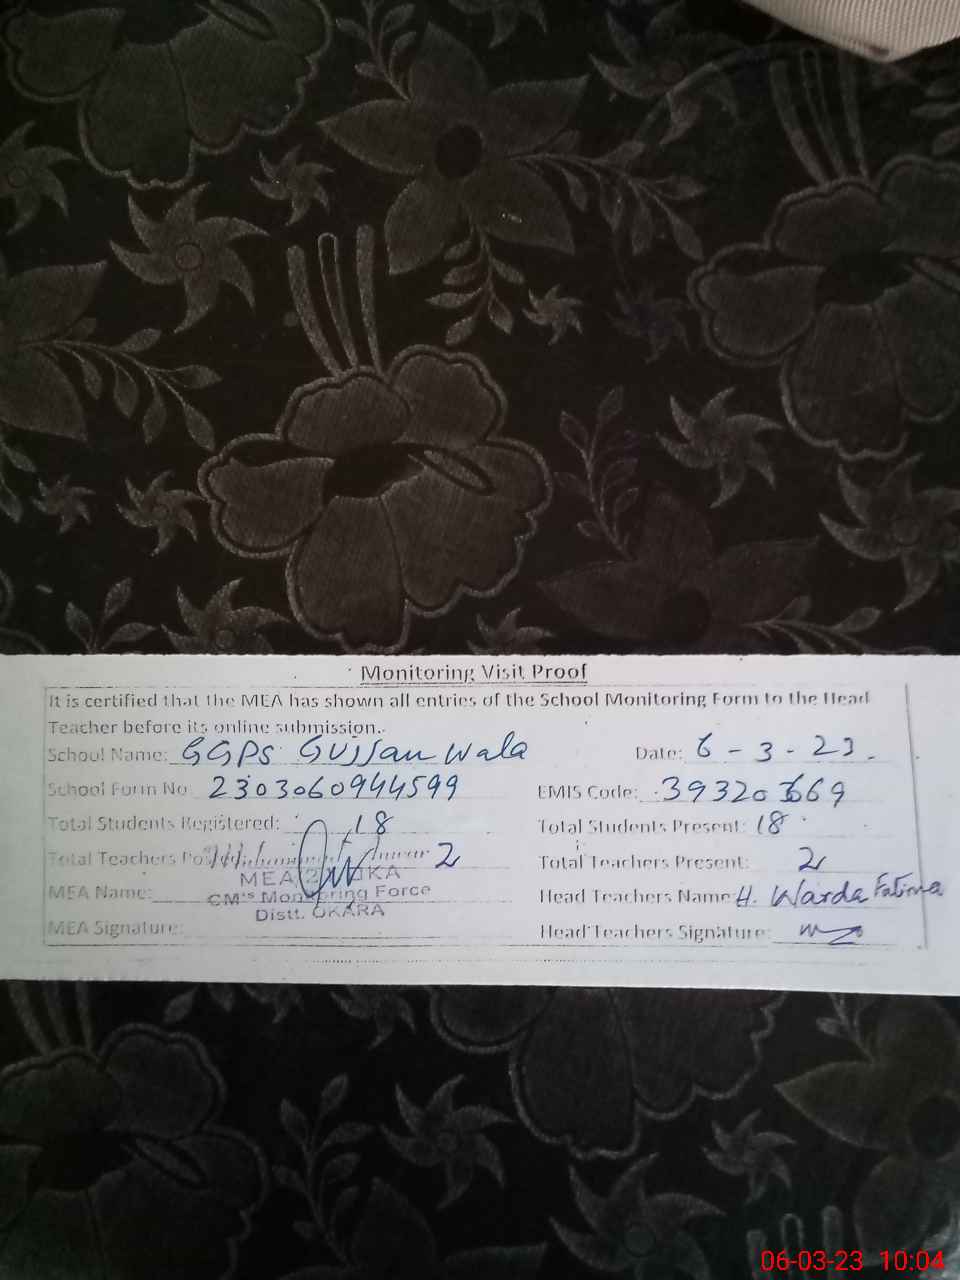 Monitoring Visit Proof
It is certified that the MEA has shown all entries of the School Monitoring Form to the Head
Teacher before its online submission.
School Name: GGPS Gujjan wala Date: 6-3-23.
School Form No 2303060944599 EMIS Code: 39320 669
Total Students Registered: 18 Total Students Present: 18
Total Teachers Anwar 2 Total Teachers Present: 2
MEA
MEA Name: CM's Monitoring Force Head Teachers Name H. Warda Fatima
Distt. OKARA
MEA Signature: Head Teachers Signature:
06-03-23 10:04